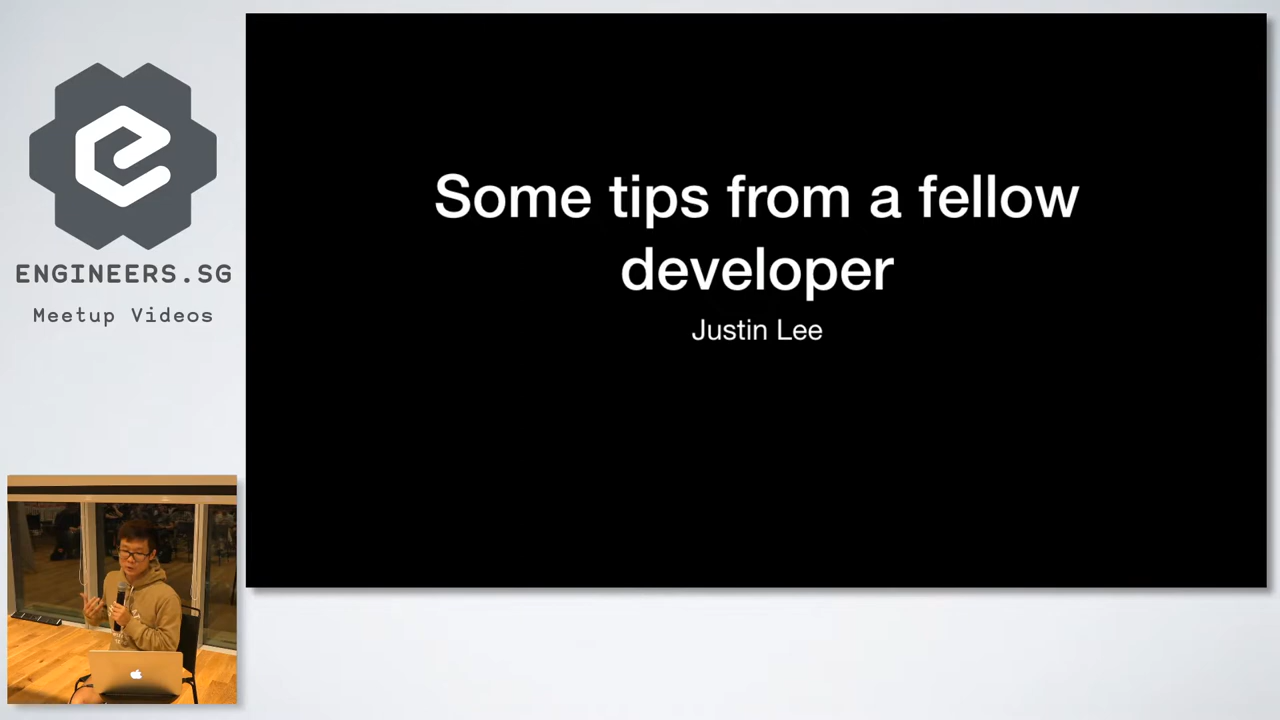 ENGINEERS.SG
Meetup Videos
Some tips from a fellow
developer
Justin Lee